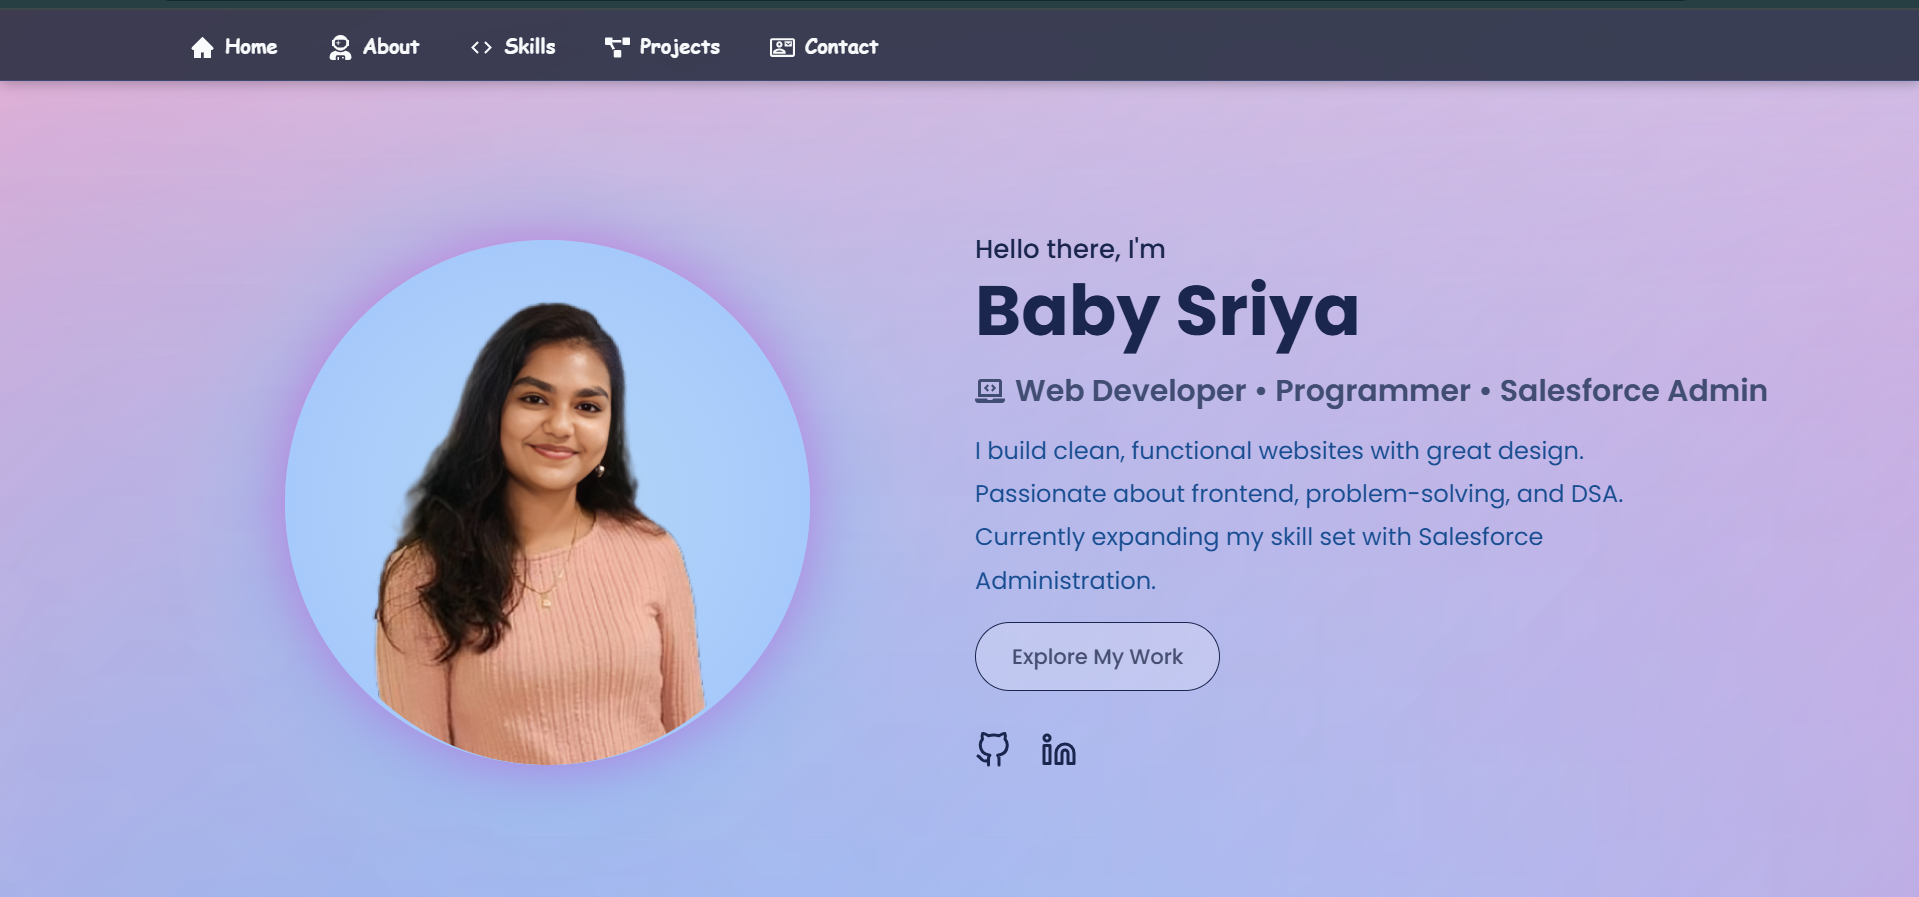 Home About Skills Projects Contact
Hello there, I'm
Baby Sriya
Web Developer • Programmer • Salesforce Admin
I build clean, functional websites with great design.
Passionate about frontend, problem-solving, and DSA.
Currently expanding my skill set with Salesforce
Administration.
Explore My Work
in